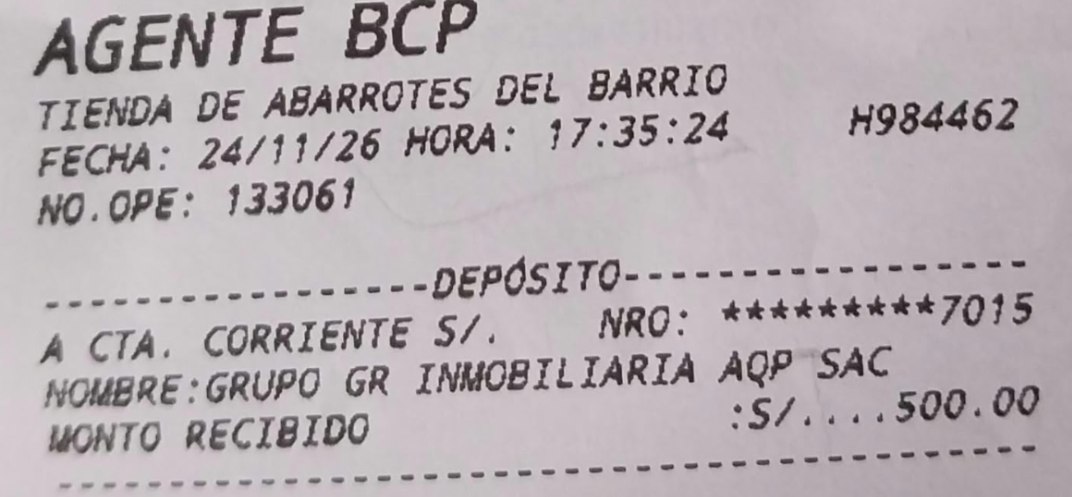 AGENTE BCP
TIENDA DE ABARROTES DEL BARRIO
FECHA: 24/11/26 HORA: 17:35:24 H984462
NO.OPE: 133061
-----------------DEPÓSITO------------------
A CTA. CORRIENTE S/. NRO: *********7015
NOMBRE:GRUPO GR INMOBILIARIA AQP SAC
MONTO RECIBIDO :S/....500.00
-------------------------------------------